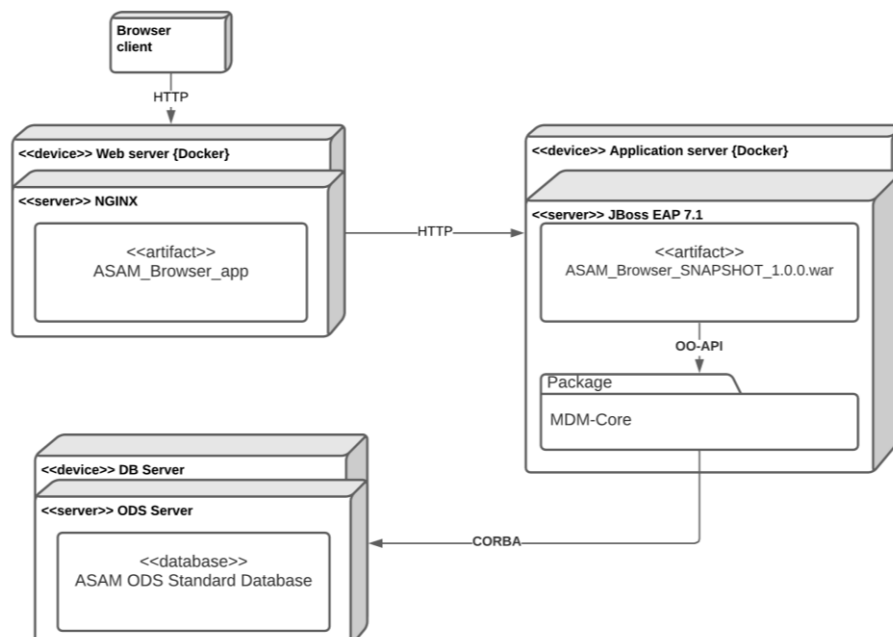 Browser
client
HTTP
<<device>> Web server {Docker}
<<server>> NGINX
<<artifact>>
ASAM_Browser_app
HTTP
<<device>> Application server {Docker}
<<server>> JBoss EAP 7.1
<<artifact>>
ASAM_Browser_SNAPSHOT_1.0.0.war
OO-API
Package
MDM-Core
CORBA
<<device>> DB Server
<<server>> ODS Server
<<database>>
ASAM ODS Standard Database